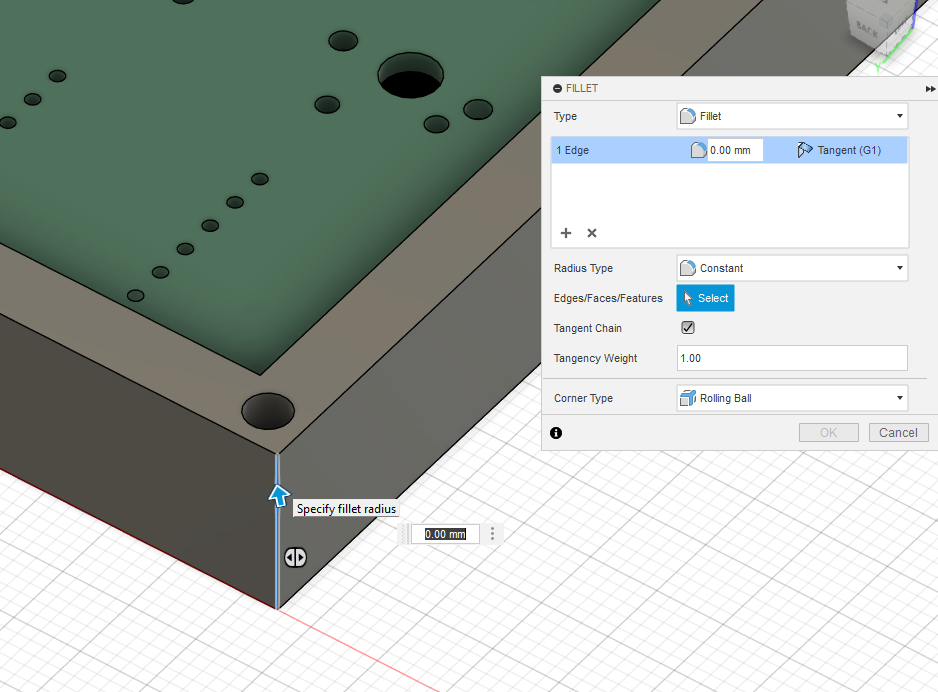 BACK
FILLET
Type
Fillet
1 Edge
0.00 mm
Tangent (G1)
Radius Type
Constant
Edges/Faces/Features
Select
Tangent Chain
Tangency Weight
1.00
Corner Type
Rolling Ball
OK
Cancel
Specify fillet radius
0.00 mm